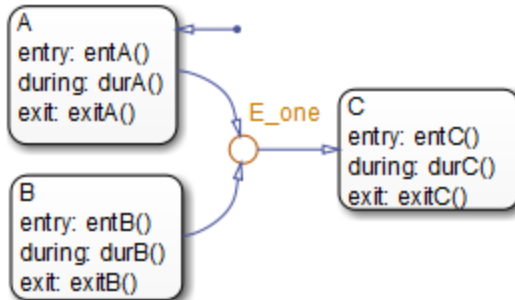 A
entry: entA()
during: durA()
exit: exitA()
E_one
C
entry: entC()
during: durC()
exit: exitC()
B
entry: entB()
during: durB()
exit: exitB()